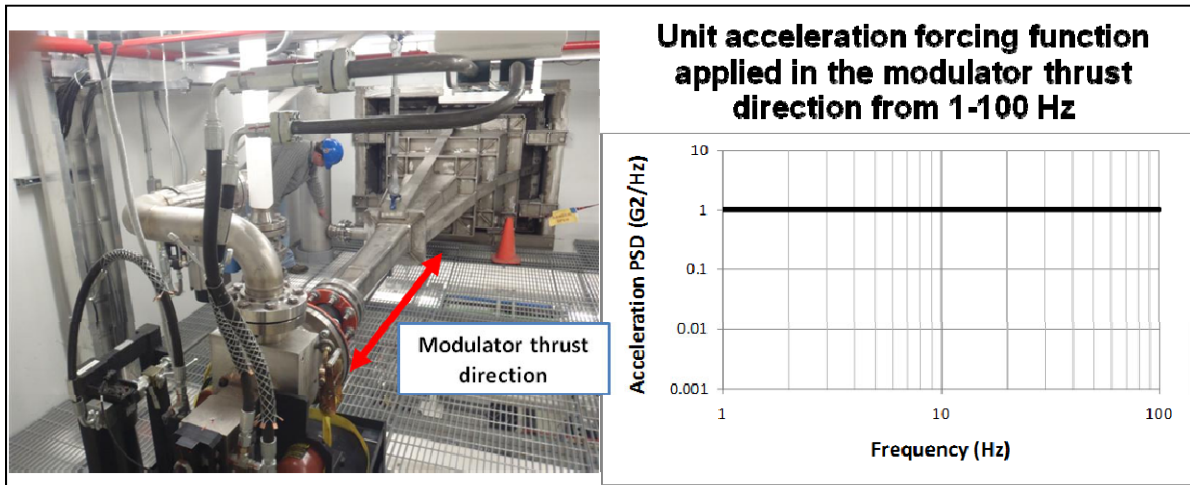 Unit acceleration forcing function
applied in the modulator thrust
direction from 1-100 Hz
Modulator thrust
direction
Acceleration PSD (G2/Hz)
10
1
0.1
0.01
0.001
1
10
100
Frequency (Hz)